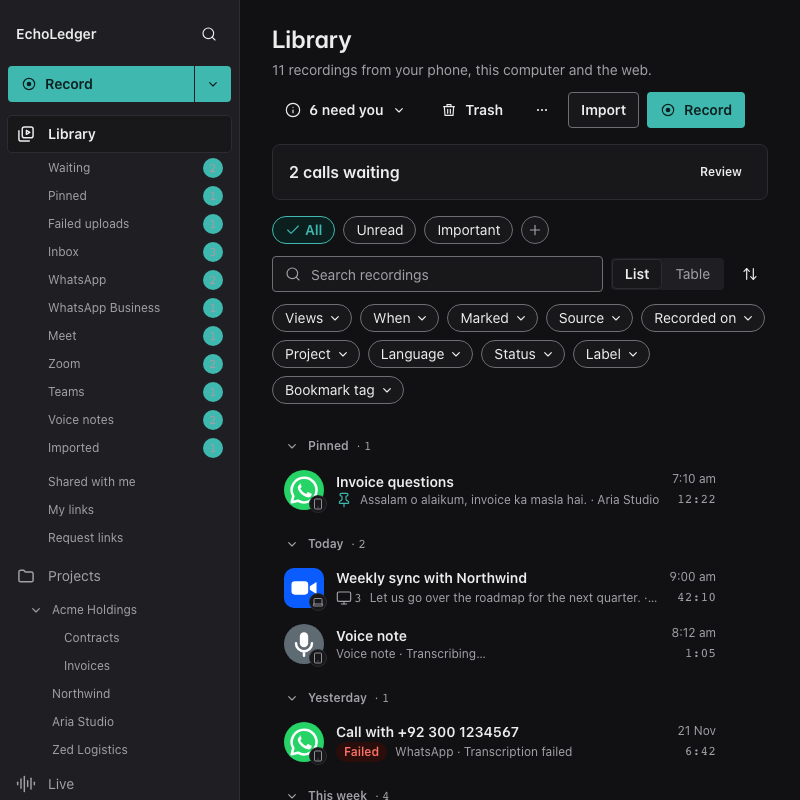 EchoLedger
Record
Library
Waiting
Pinned
Failed uploads
Inbox
WhatsApp
WhatsApp Business
Meet
Zoom
Teams
Voice notes
Imported
Shared with me
My links
Request links
Projects
Acme Holdings
Contracts
Invoices
Northwind
Aria Studio
Zed Logistics
Live
Library
11 recordings from your phone, this computer and the web.
6 need you Trash ... Import Record
2 calls waiting Review
All Unread Important
Search recordings List Table
Views When Marked Source Recorded on
Project Language Status Label
Bookmark tag
Pinned · 1
Invoice questions 7:10 am
Assalam o alaikum, invoice ka masla hai. · Aria Studio 12:22
Today · 2
Weekly sync with Northwind 9:00 am
3 Let us go over the roadmap for the next quarter. ·... 42:10
Voice note 8:12 am
Voice note · Transcribing... 1:05
Yesterday · 1
Call with +92 300 1234567 21 Nov
Failed WhatsApp · Transcription failed 6:42
This week · 4